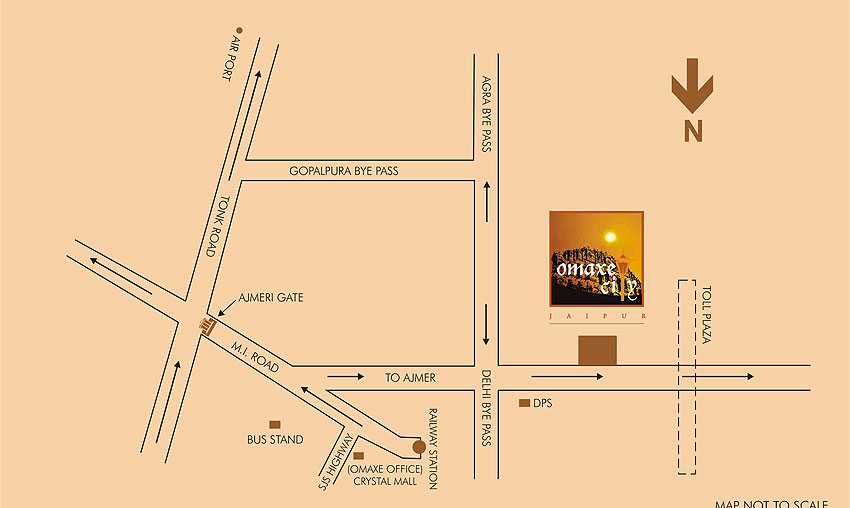 AIR PORT
AGRA BYE PASS
N
GOPALPURA BYE PASS
TONK ROAD
omaxe
city
JAIPUR
TOLL PLAZA
AJMERI GATE
M.I. ROAD
TO AJMER
DELHI BYE PASS
DPS
BUS STAND
SJS HIGHWAY
(OMAXE OFFICE)
CRYSTAL MALL
RAILWAY STATION
MAP NOT TO SCALE